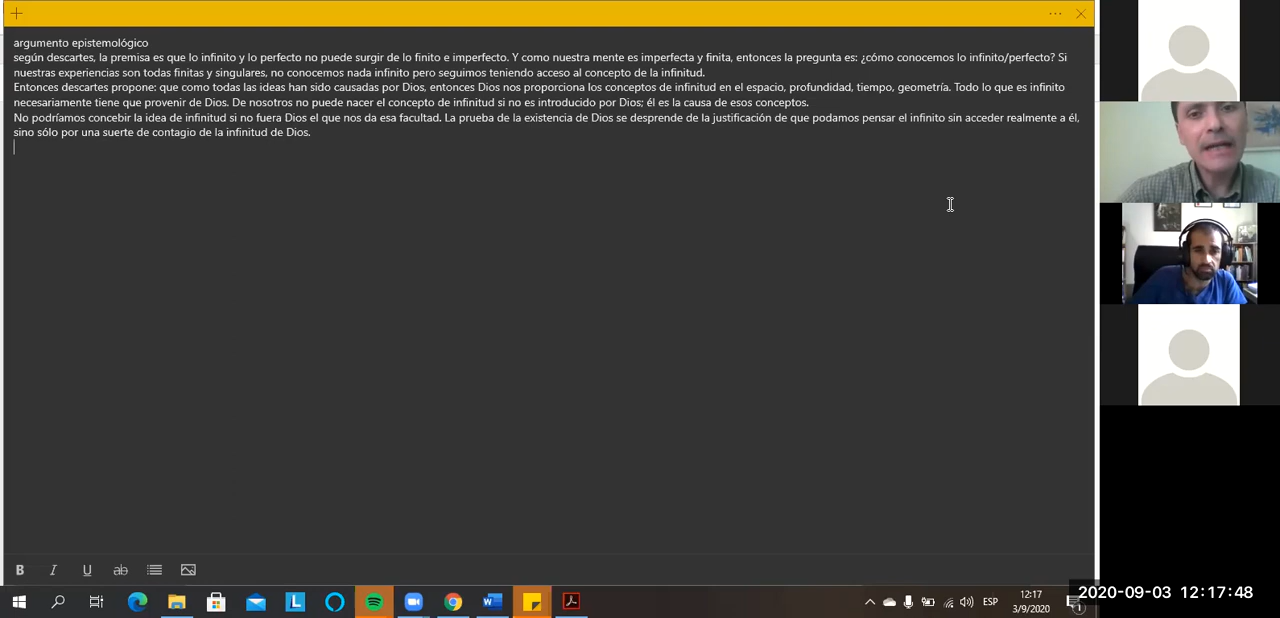 argumento epistemológico
según descartes, la premisa es que lo infinito y lo perfecto no puede surgir de lo finito e imperfecto. Y como nuestra mente es imperfecta y finita, entonces la pregunta es: ¿cómo conocemos lo infinito/perfecto? Si
nuestras experiencias son todas finitas y singulares, no conocemos nada infinito pero seguimos teniendo acceso al concepto de la infinitud.
Entonces descartes propone: que como todas las ideas han sido causadas por Dios, entonces Dios nos proporciona los conceptos de infinitud en el espacio, profundidad, tiempo, geometría. Todo lo que es infinito
necesariamente tiene que provenir de Dios. De nosotros no puede nacer el concepto de infinitud si no es introducido por Dios; él es la causa de esos conceptos.
No podríamos concebir la idea de infinitud si no fuera Dios el que nos da esa facultad. La prueba de la existencia de Dios se desprende de la justificación de que podamos pensar el infinito sin acceder realmente a él,
sino sólo por una suerte de contagio de la infinitud de Dios.
B I U ab
L W
ESP
12:17
3/9/2020
1
2020-09-03 12:17:48